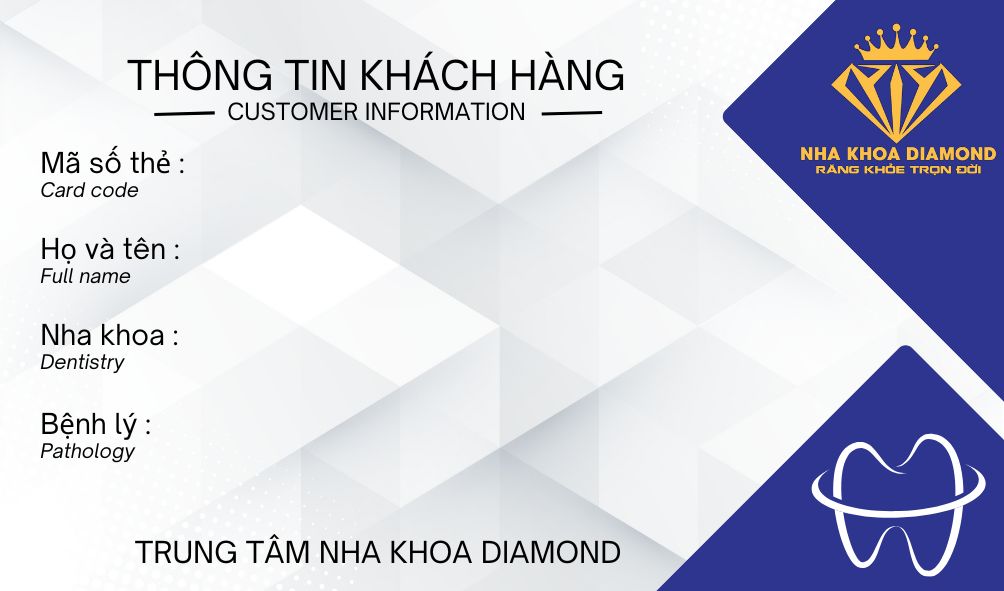 THÔNG TIN KHÁCH HÀNG
CUSTOMER INFORMATION
NHA KHOA DIAMOND
RĂNG KHỎE TRỌN ĐỜI
Mã số thẻ :
Card code
Họ và tên :
Full name
Nha khoa :
Dentistry
Bệnh lý :
Pathology
TRUNG TÂM NHA KHOA DIAMOND